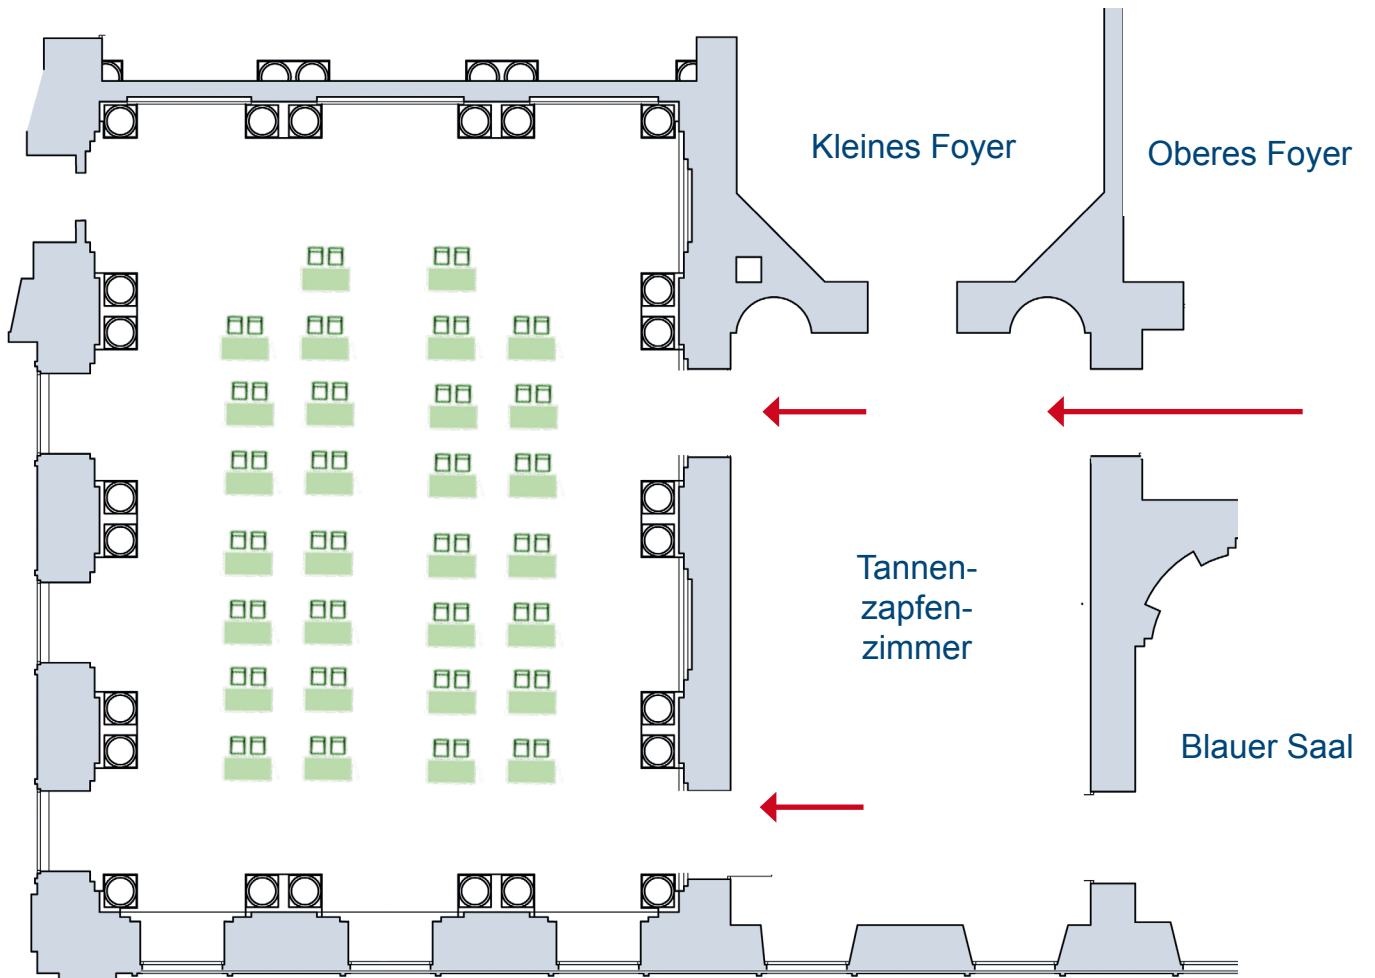 Kleines Foyer
Oberes Foyer
Tannen-
zapfen-
zimmer
Blauer Saal